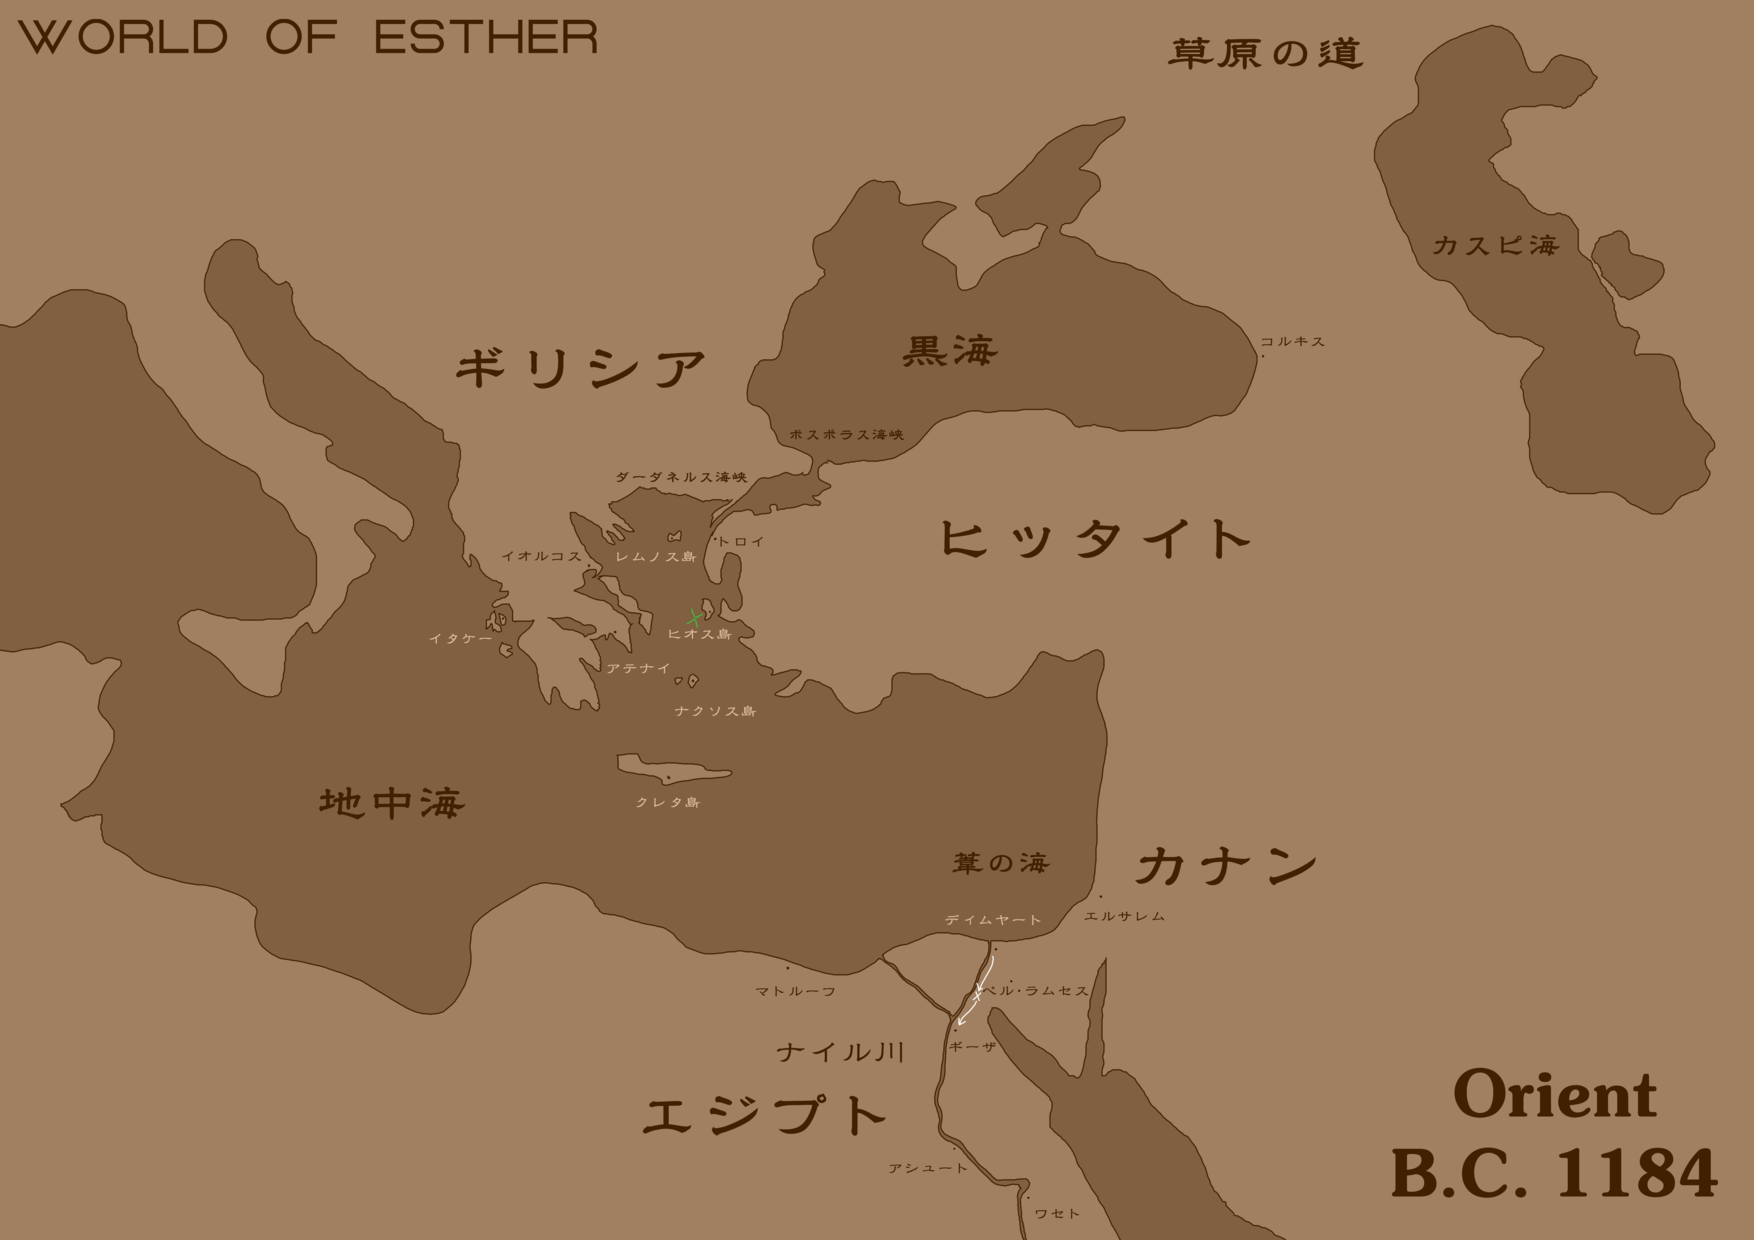 WORLD OF ESTHER
草原の道
カスピ海
コルキス
黒海
ギリシア
ボスポラス海峡
ダーダネルス海峡
ヒッタイト
トロイ
イオルコス
レムノス島
イタケー
ヒオス島
アテナイ
ナクソス島
クレタ島
地中海
葦の海
カナン
ディムヤート
エルサレム
マトルーフ
ペル・ラムセス
ナイル川
ギーザ
エジプト
アシュート
ワセト
Orient
B.C. 1184